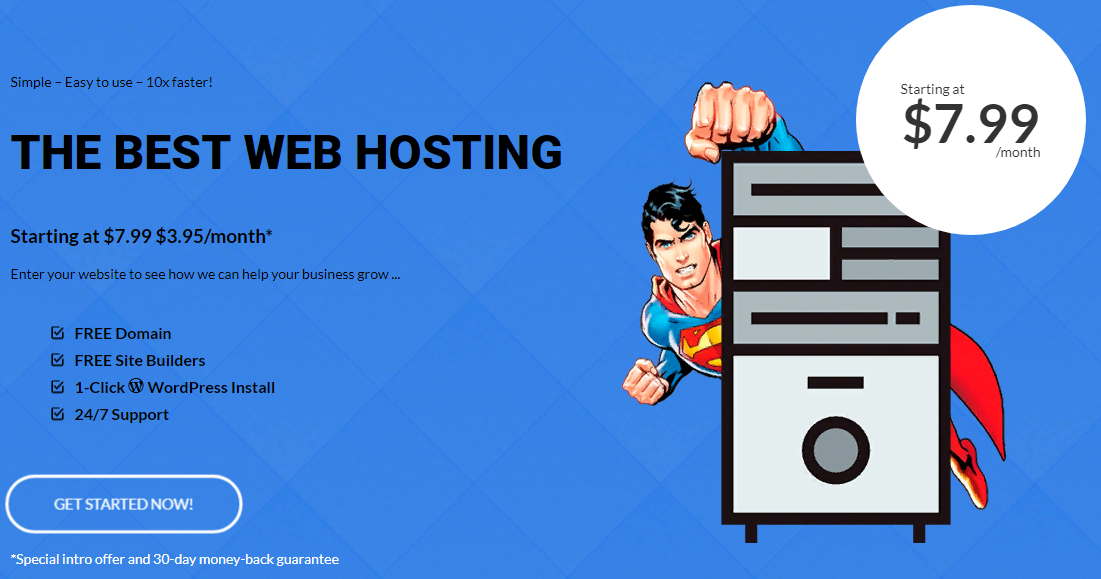 Simple – Easy to use – 10x faster!
THE BEST WEB HOSTING
Starting at $7.99 $3.95/month*
Enter your website to see how we can help your business grow ...
FREE Domain
FREE Site Builders
1-Click WordPress Install
24/7 Support
GET STARTED NOW!
*Special intro offer and 30-day money-back guarantee
Starting at
$7.99
/month